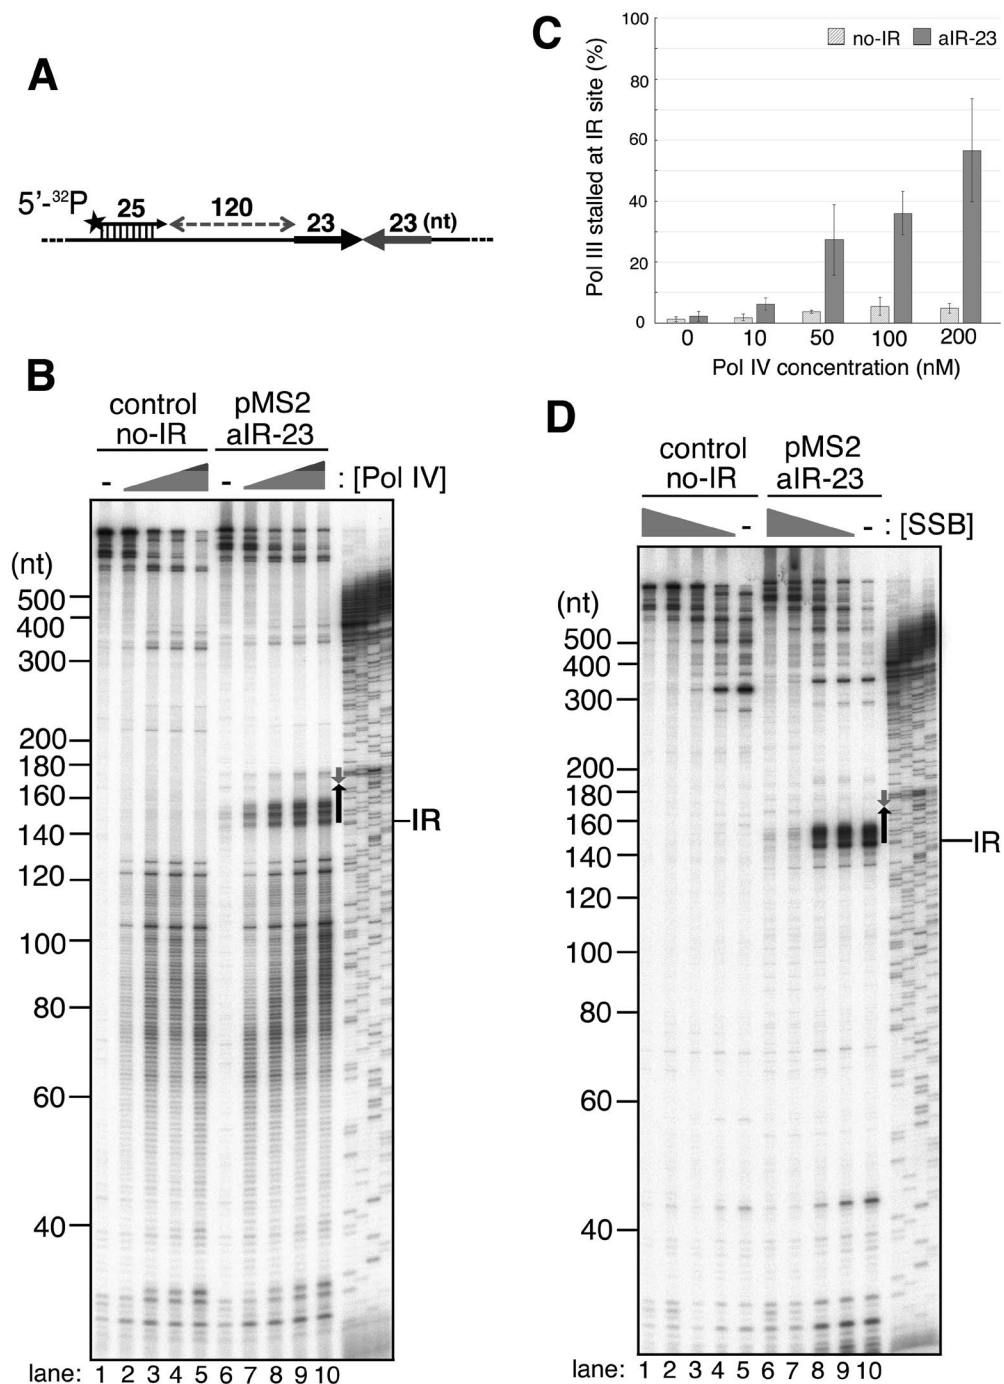 A
5'-³²P
25
120
23
23 (nt)
C
Pol III stalled at IR site (%)
100
80
60
40
20
0
no-IR
aIR-23
0
10
50
100
200
Pol IV concentration (nM)
B
control
no-IR
pMS2
aIR-23
-
-
: [Pol IV]
(nt)
500
400
300
200
180
160
140
120
100
80
60
40
IR
lane: 1 2 3 4 5 6 7 8 9 10
D
control
no-IR
pMS2
aIR-23
-
-
: [SSB]
(nt)
500
400
300
200
180
160
140
120
100
80
60
40
IR
lane: 1 2 3 4 5 6 7 8 9 10